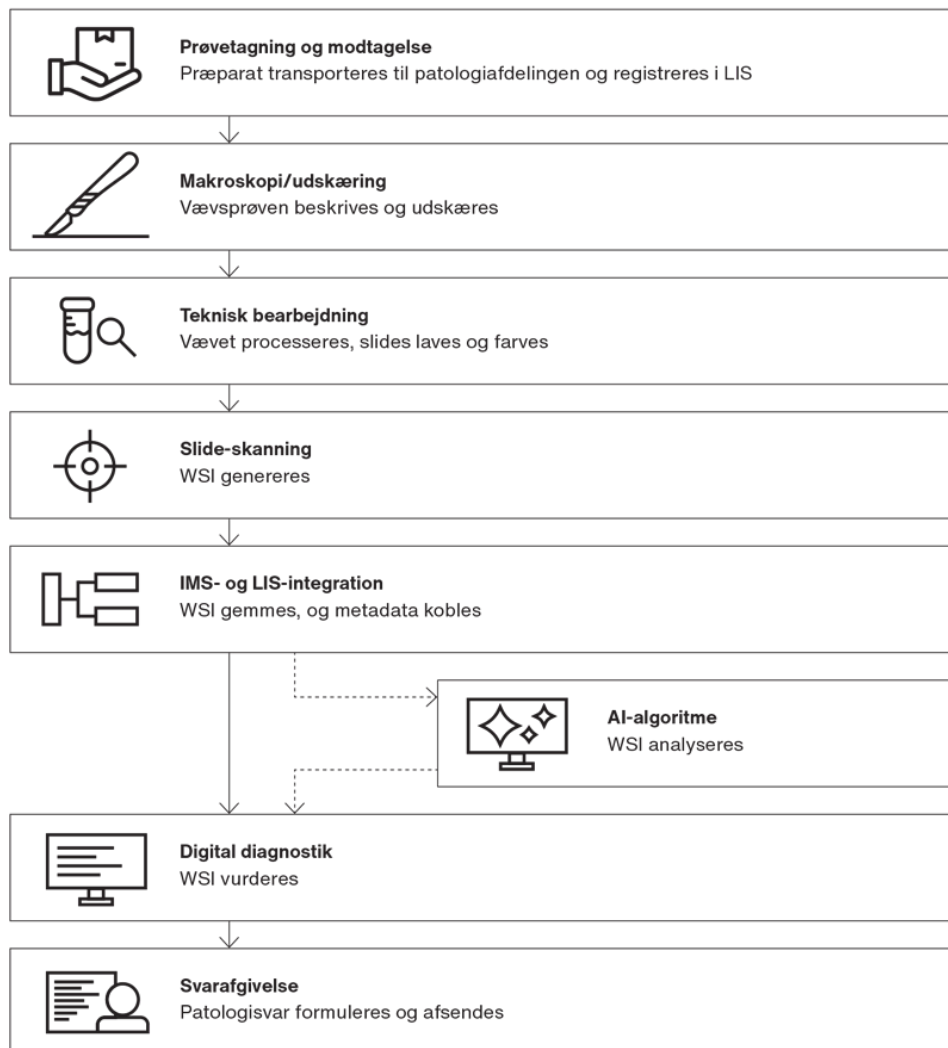 Prøvetagning og modtagelse
Præparat transporteres til patologiafdelingen og registreres i LIS
Makroskopi/udskæring
Vævsprøven beskrives og udskæres
Teknisk bearbejdning
Vævet processeres, slides laves og farves
Slide-skanning
WSI genereres
IMS- og LIS-integration
WSI gemmes, og metadata kobles
AI-algoritme
WSI analyseres
Digital diagnostik
WSI vurderes
Svarafgivelse
Patologisvar formuleres og afsendes